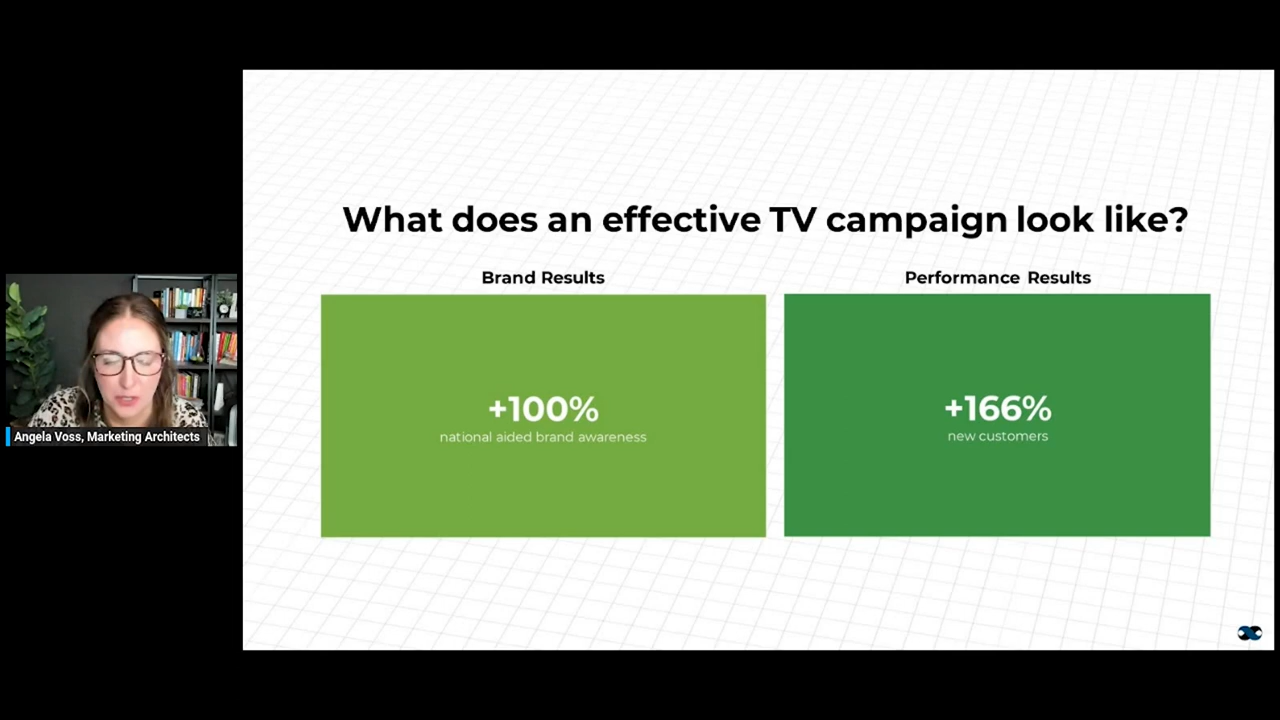 What does an effective TV campaign look like?
Brand Results
Performance Results
+100%
national aided brand awareness
+166%
new customers
Angela Voss, Marketing Architects